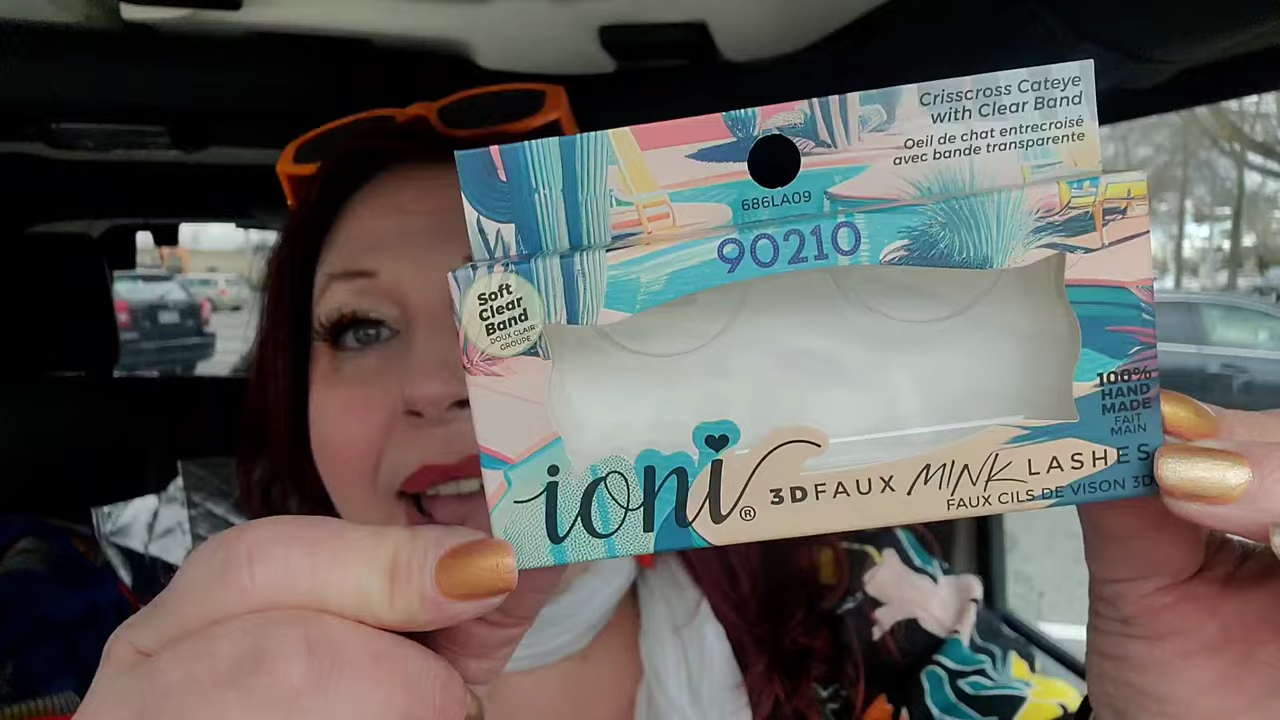 Crisscross Cateye
with Clear Band
Oeil de chat entrecroisé
avec bande transparente
686LA09
90210
Soft
Clear
Band
DOUX CLAIR
GROUPE
100%
HAND
MADE
FAIT
MAIN
ioni® 3D FAUX MINK LASHES
FAUX CILS DE VISON 3D